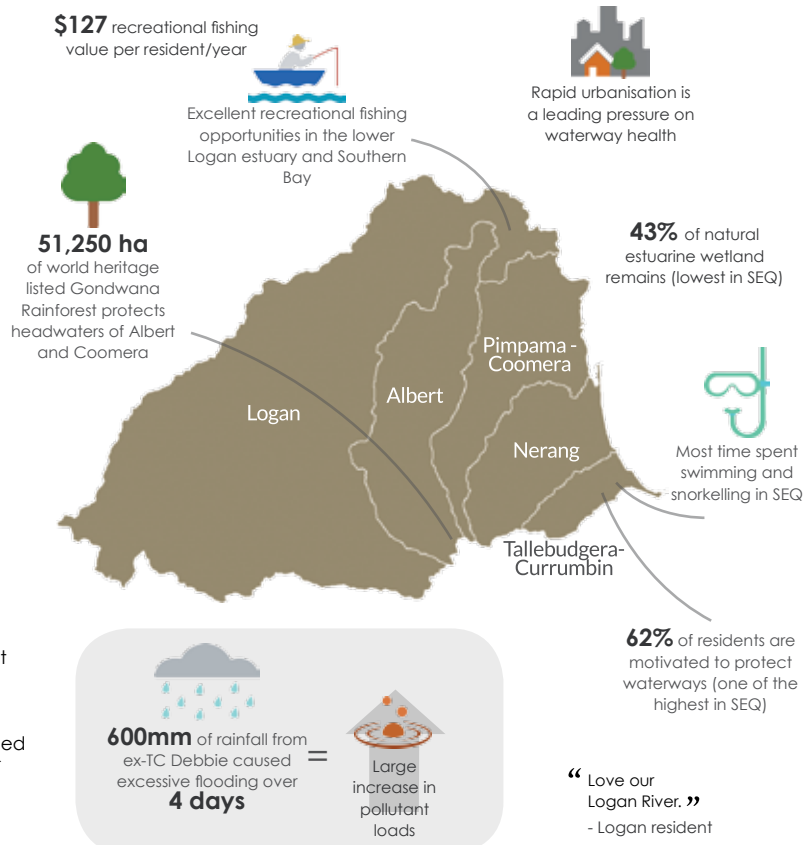 $127 recreational fishing
value per resident/year
Excellent recreational fishing
opportunities in the lower
Logan estuary and Southern
Bay
Rapid urbanisation is
a leading pressure on
waterway health
51,250 ha
of world heritage
listed Gondwana
Rainforest protects
headwaters of Albert
and Coomera
43% of natural
estuarine wetland
remains (lowest in SEQ)
Pimpama -
Coomera
Albert
Logan
Nerang
Most time spent
swimming and
snorkelling in SEQ
Tallebudgera-
Currumbin
62% of residents are
motivated to protect
waterways (one of the
highest in SEQ)
t
ed
600mm of rainfall from
ex-TC Debbie caused
excessive flooding over
4 days
=
Large
increase in
pollutant
loads
“ Love our
Logan River. ”
- Logan resident